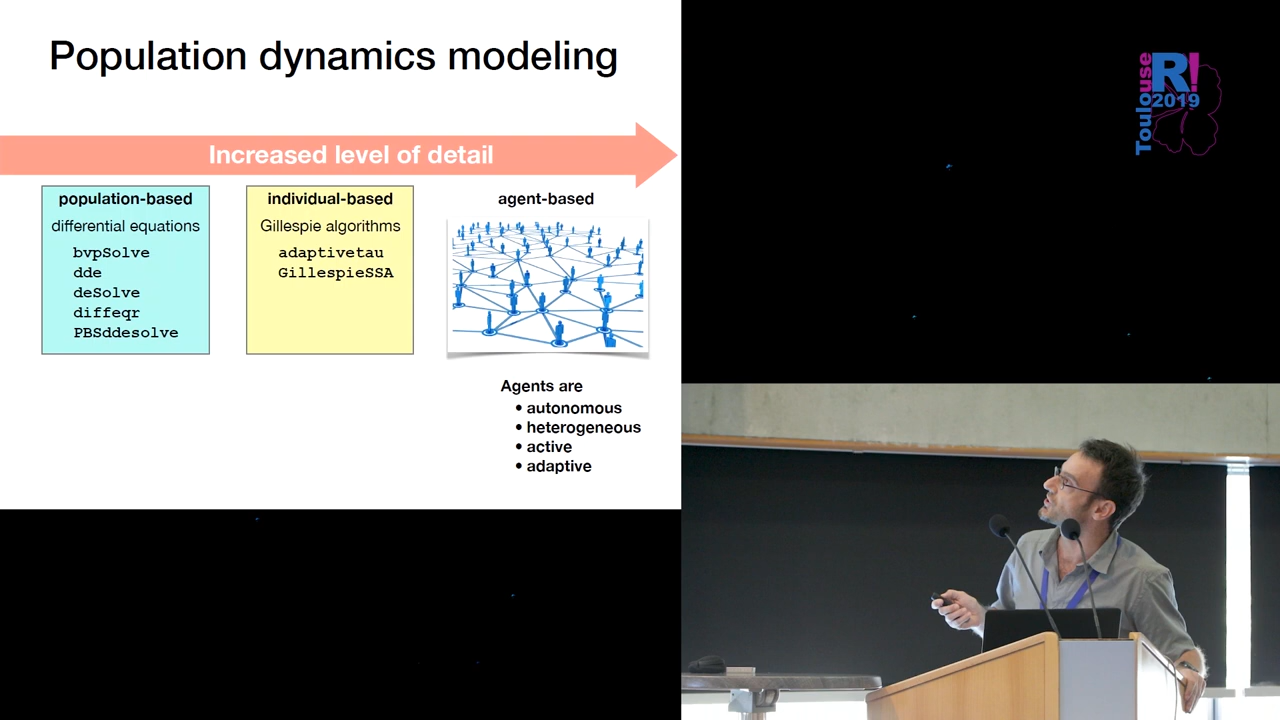 Population dynamics modeling
Increased level of detail
population-based
differential equations
bvpSolve
dde
deSolve
diffeqr
PBSddesolve
individual-based
Gillespie algorithms
adaptivetau
GillespieSSA
agent-based
Agents are
• autonomous
• heterogeneous
• active
• adaptive
Toulouse
R!
2019